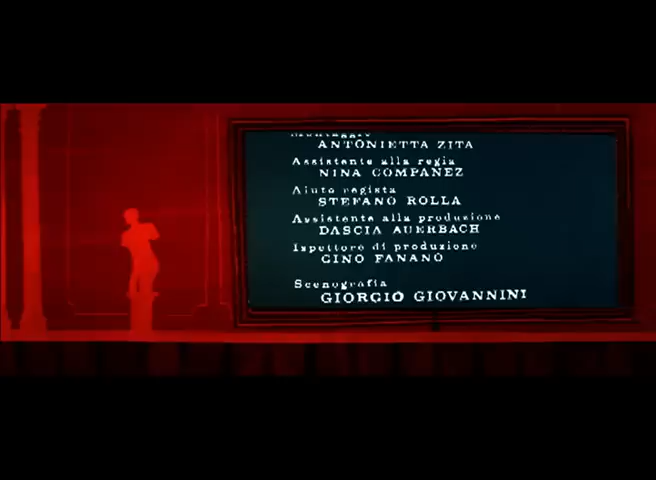 ANTONIETTA ZITA
Assistente alla regia
NINA COMPANEZ
Aiuto regista
STEFANO ROLLA
Assistente alla produzione
DASCIA AUERBACH
Ispettore di produzione
GINO FANANO
Scenografia
GIORGIO GIOVANNINI